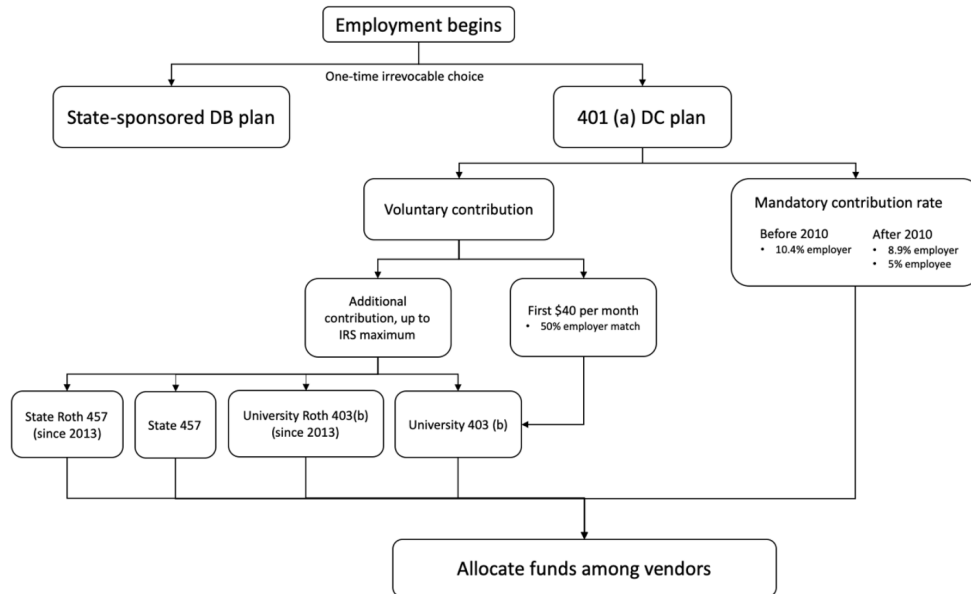 Employment begins
One-time irrevocable choice
State-sponsored DB plan
401 (a) DC plan
Voluntary contribution
Mandatory contribution rate
Before 2010
• 10.4% employer
After 2010
• 8.9% employer
• 5% employee
Additional
contribution, up to
IRS maximum
First $40 per month
• 50% employer match
State Roth 457
(since 2013)
State 457
University Roth 403(b)
(since 2013)
University 403 (b)
Allocate funds among vendors